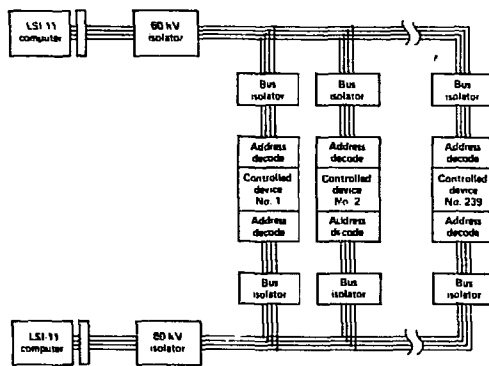 LSI-11
computer
60 kV
isolator
Bus
isolator
Bus
isolator
Bus
isolator
Address
decode
Controlled
device
No. 1
Address
decode
Address
decode
Controlled
device
No. 2
Address
decode
Address
decode
Controlled
device
No. 239
Address
decode
Bus
isolator
Bus
isolator
Bus
isolator
LSI-11
computer
60 kV
isolator